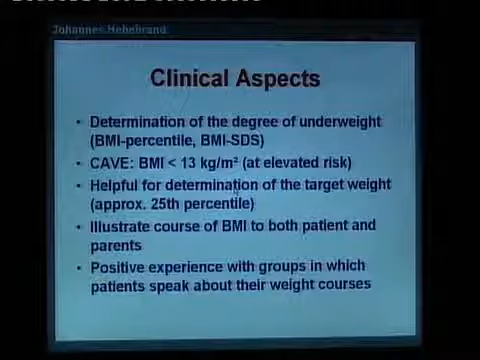 Johannes Hebebrand
Clinical Aspects
• Determination of the degree of underweight
(BMI-percentile, BMI-SDS)
• CAVE: BMI < 13 kg/m² (at elevated risk)
• Helpful for determination of the target weight
(approx. 25th percentile)
• Illustrate course of BMI to both patient and
parents
• Positive experience with groups in which
patients speak about their weight courses